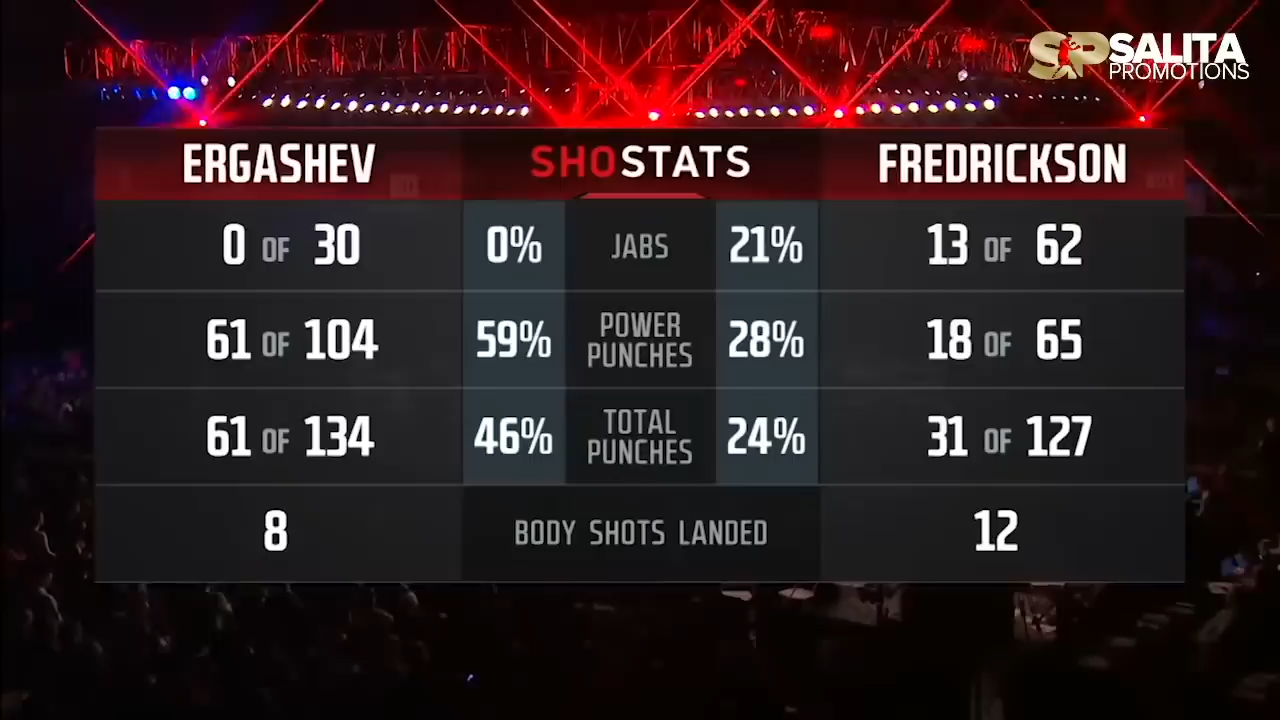 SP SALITA
PROMOTIONS
ERGASHEV SHOSTATS FREDRICKSON
0 OF 30 0% JABS 21% 13 OF 62
61 OF 104 59% POWER PUNCHES 28% 18 OF 65
61 OF 134 46% TOTAL PUNCHES 24% 31 OF 127
8 BODY SHOTS LANDED 12